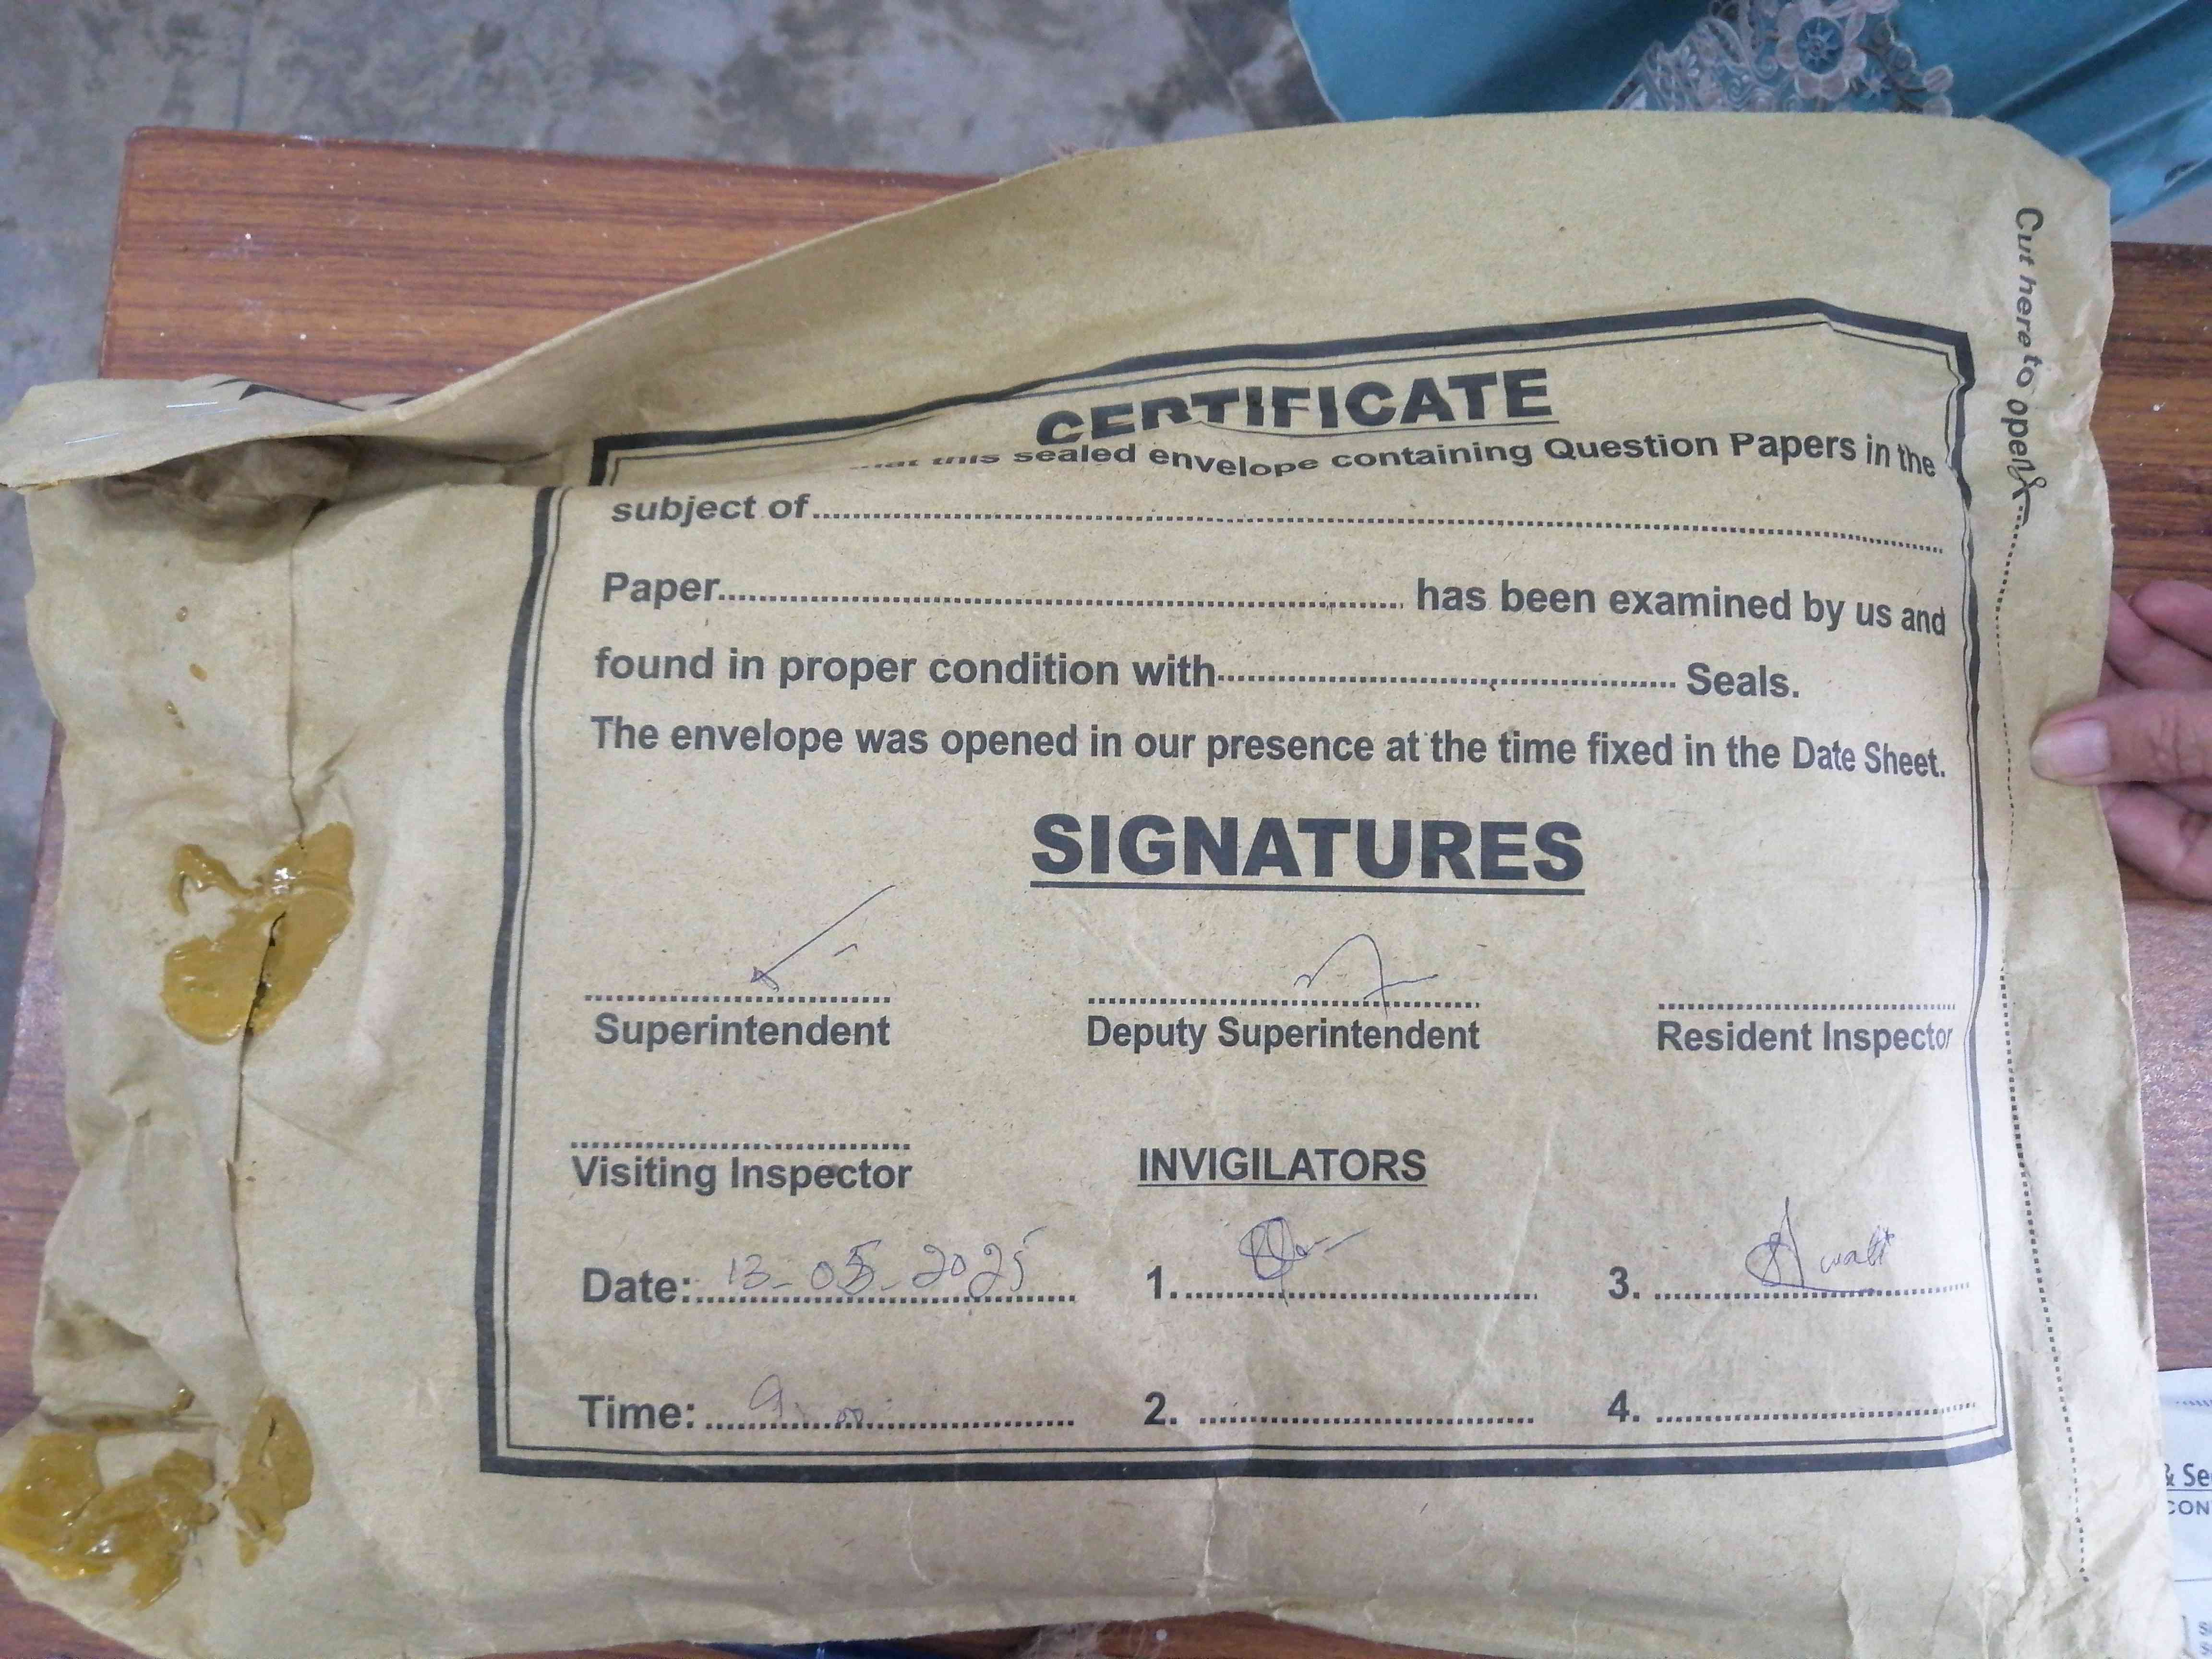 Cut here to open
CERTIFICATE
this sealed envelope containing Question Papers in the
subject of
Paper has been examined by us and
found in proper condition with Seals.
The envelope was opened in our presence at the time fixed in the Date Sheet.
SIGNATURES
Superintendent Deputy Superintendent Resident Inspector
Visiting Inspector INVIGILATORS
Date: 13-05-2025 1. 3.
Time: 2. 4.
& Se
CON